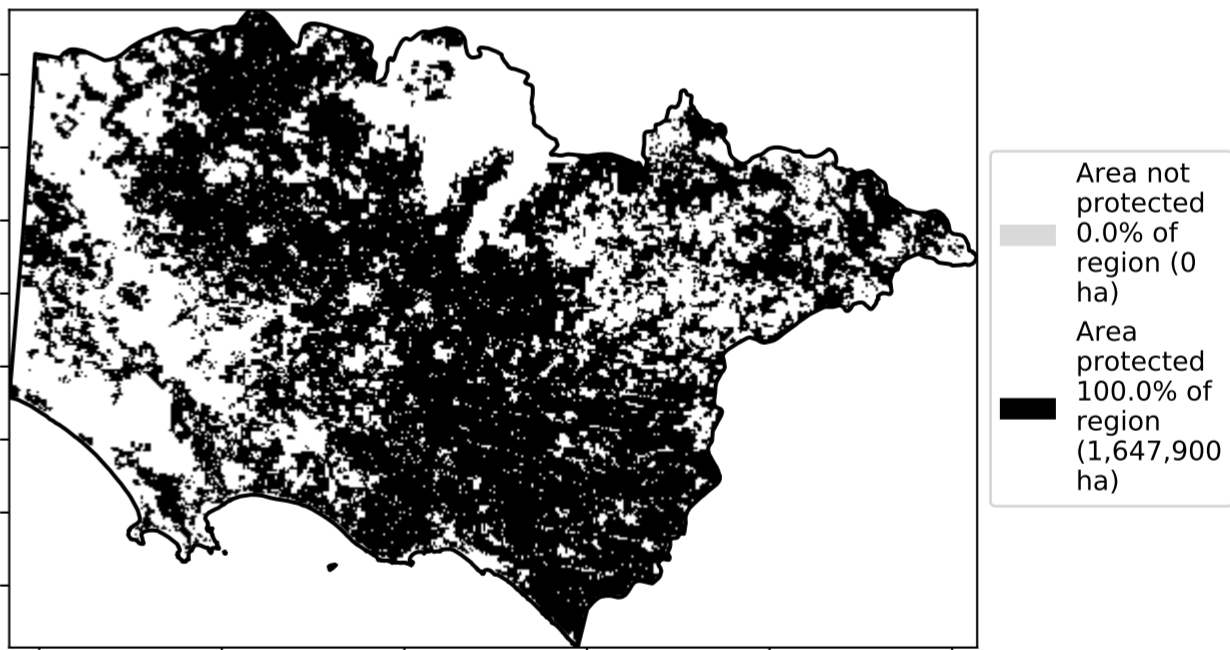 Area not
protected
0.0% of
region (0
ha)
Area
protected
100.0% of
region
(1,647,900
ha)